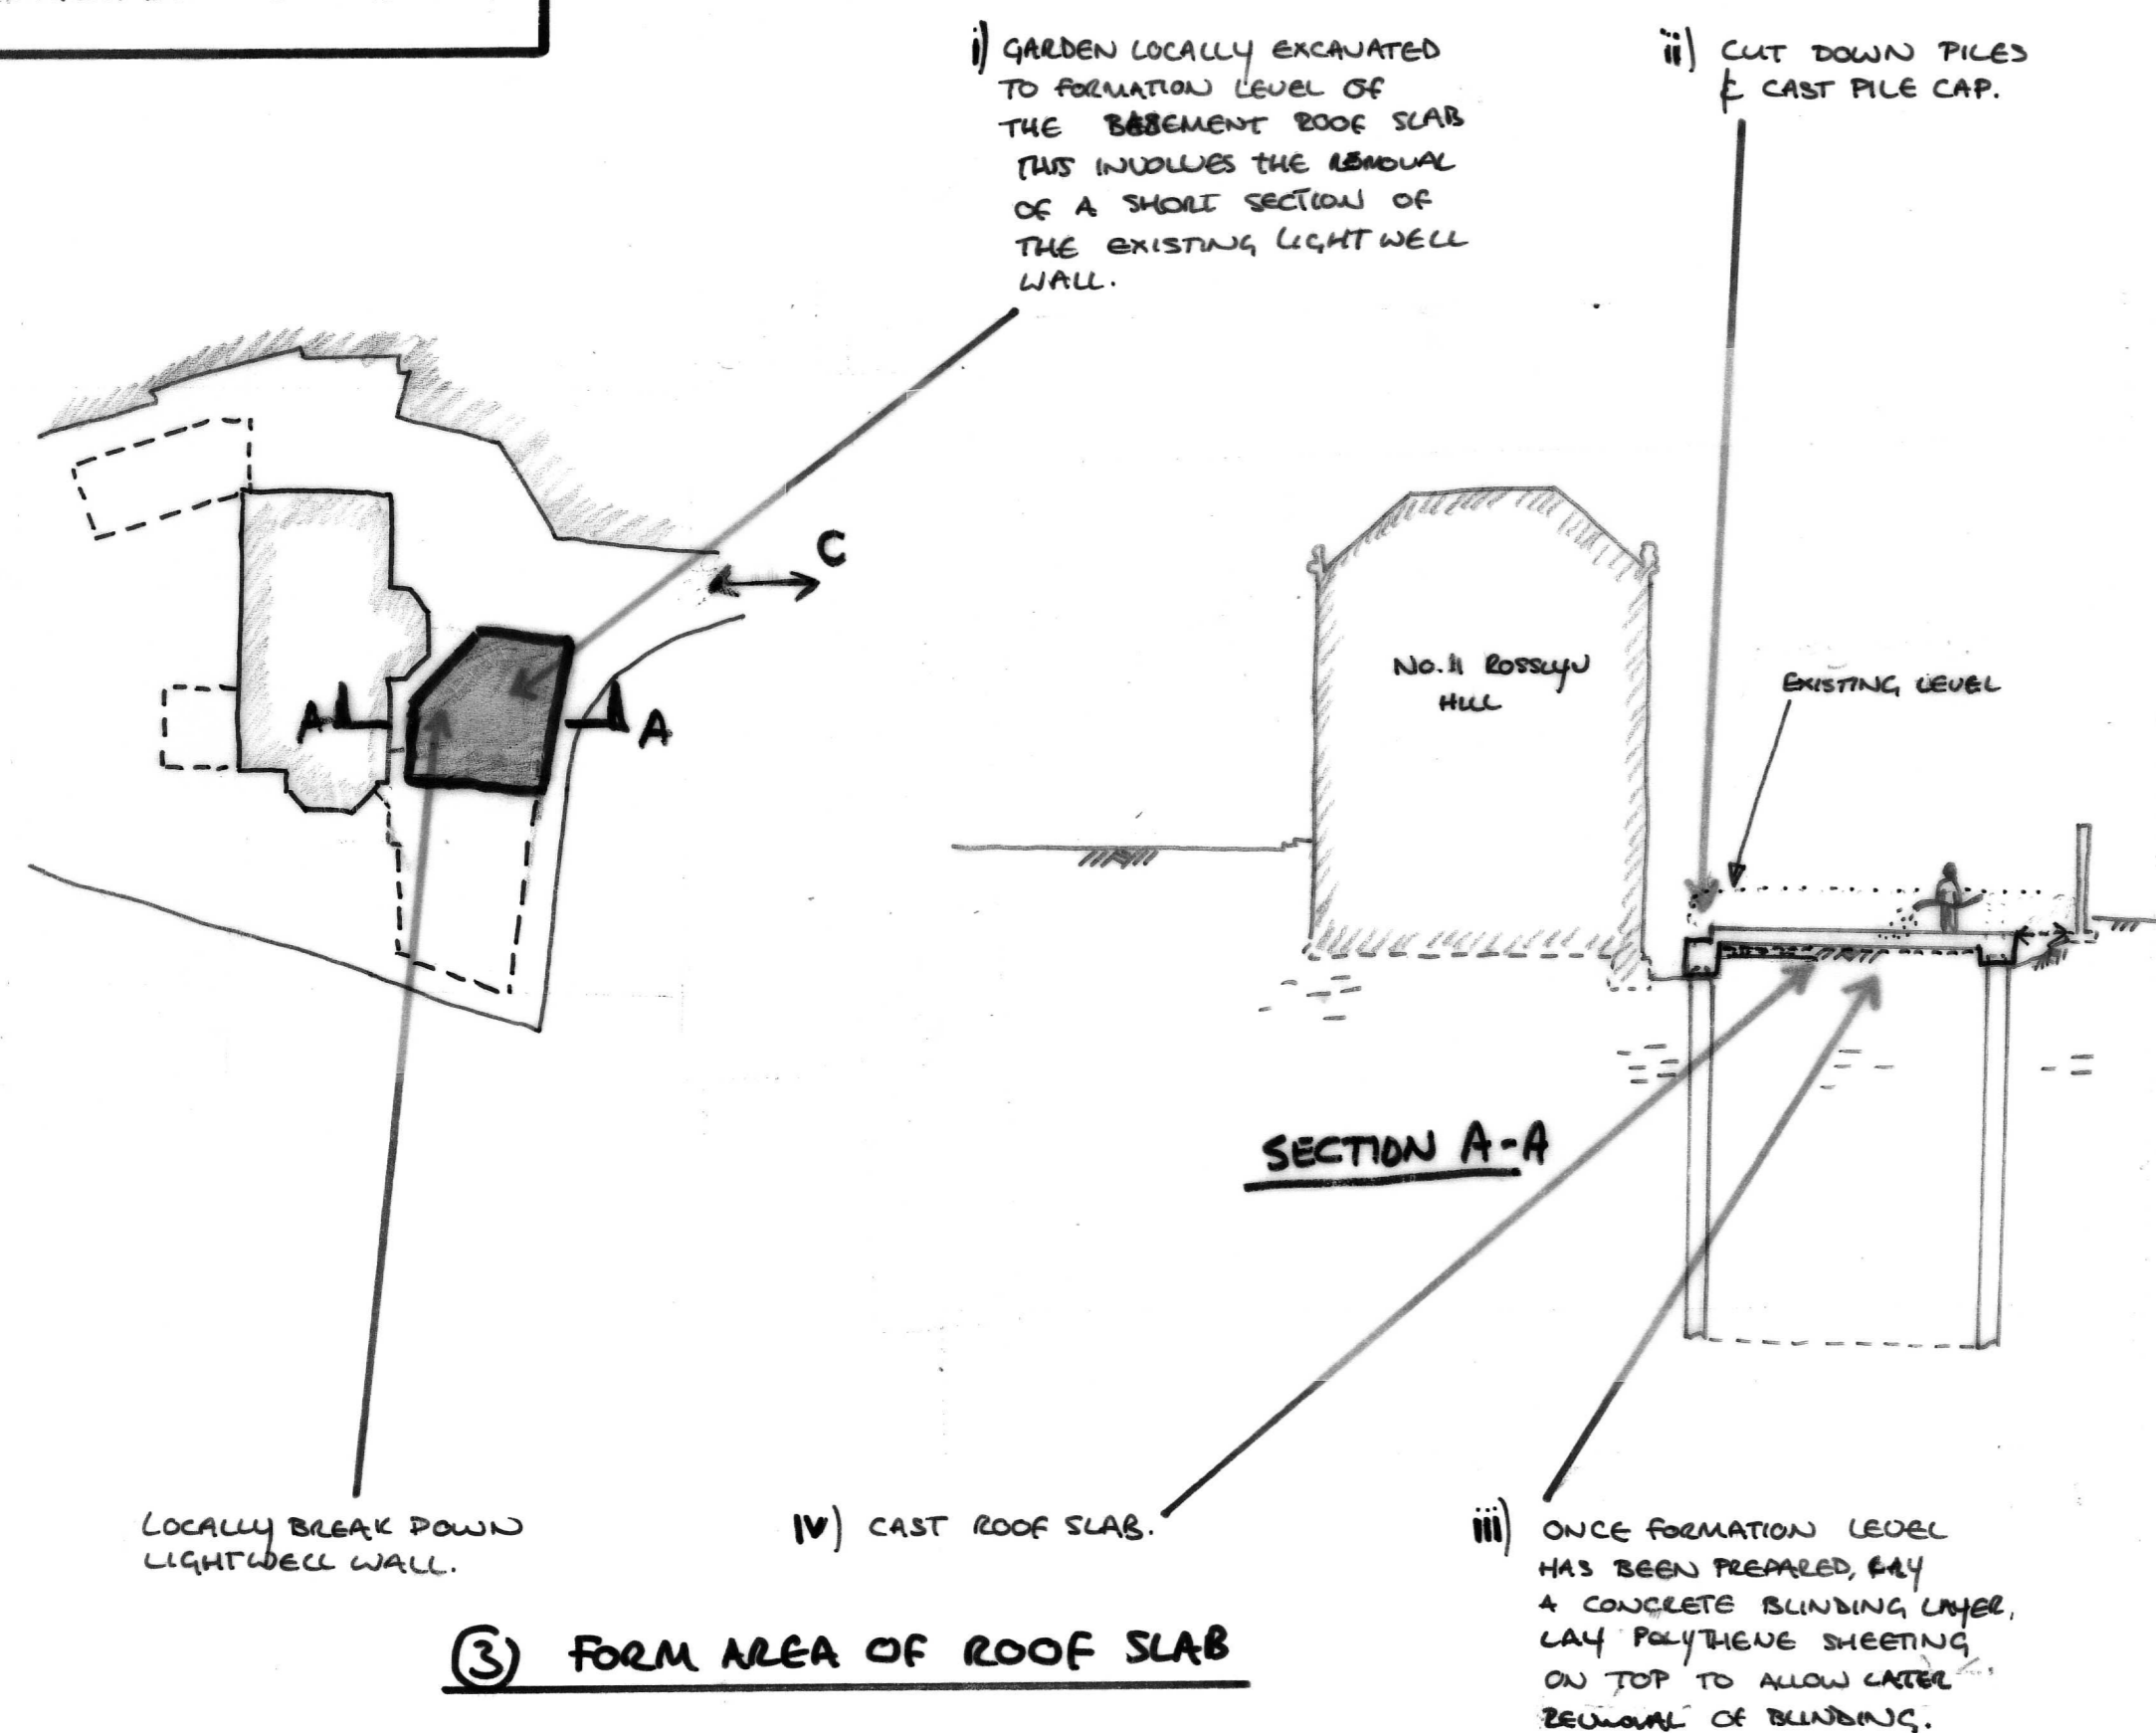 i) GARDEN LOCALLY EXCAVATED
TO FORMATION LEVEL OF
THE BASEMENT ROOF SLAB
THIS INVOLVES THE REMOVAL
OF A SHORT SECTION OF
THE EXISTING LIGHTWELL
WALL.
ii) CUT DOWN PILES
& CAST PILE CAP.
C
A
A
NO. 11 ROSSLYN
HILL
EXISTING LEVEL
SECTION A-A
LOCALLY BREAK DOWN
LIGHTWELL WALL.
iv) CAST ROOF SLAB.
iii) ONCE FORMATION LEVEL
HAS BEEN PREPARED, LAY
A CONCRETE BLINDING LAYER,
LAY POLYTHENE SHEETING
ON TOP TO ALLOW LATER
REMOVAL OF BLINDING.
3 FORM AREA OF ROOF SLAB